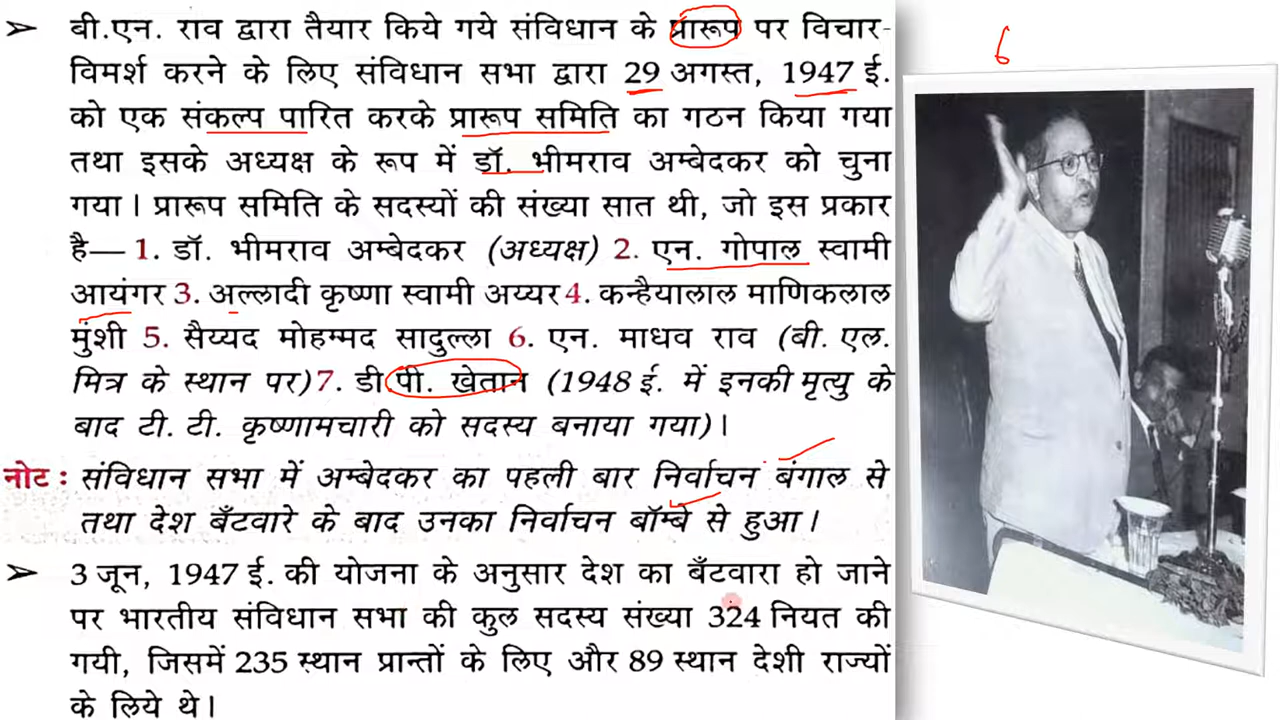 ➢ बी.एन. राव द्वारा तैयार किये गये संविधान के प्रारूप पर विचार-
विमर्श करने के लिए संविधान सभा द्वारा 29 अगस्त, 1947 ई.
को एक संकल्प पारित करके प्रारूप समिति का गठन किया गया
तथा इसके अध्यक्ष के रूप में डॉ. भीमराव अम्बेदकर को चुना
गया। प्रारूप समिति के सदस्यों की संख्या सात थी, जो इस प्रकार
है— 1. डॉ. भीमराव अम्बेदकर (अध्यक्ष) 2. एन. गोपाल स्वामी
आयंगर 3. अल्लादी कृष्णा स्वामी अय्यर 4. कन्हैयालाल माणिकलाल
मुंशी 5. सैय्यद मोहम्मद सादुल्ला 6. एन. माधव राव (बी. एल.
मित्र के स्थान पर) 7. डी पी. खेतान (1948 ई. में इनकी मृत्यु के
बाद टी. टी. कृष्णामचारी को सदस्य बनाया गया)।
नोट : संविधान सभा में अम्बेदकर का पहली बार निर्वाचन बंगाल से
तथा देश बँटवारे के बाद उनका निर्वाचन बॉम्बे से हुआ।
➢ 3 जून, 1947 ई. की योजना के अनुसार देश का बँटवारा हो जाने
पर भारतीय संविधान सभा की कुल सदस्य संख्या 324 नियत की
गयी, जिसमें 235 स्थान प्रान्तों के लिए और 89 स्थान देशी राज्यों
के लिये थे।
6